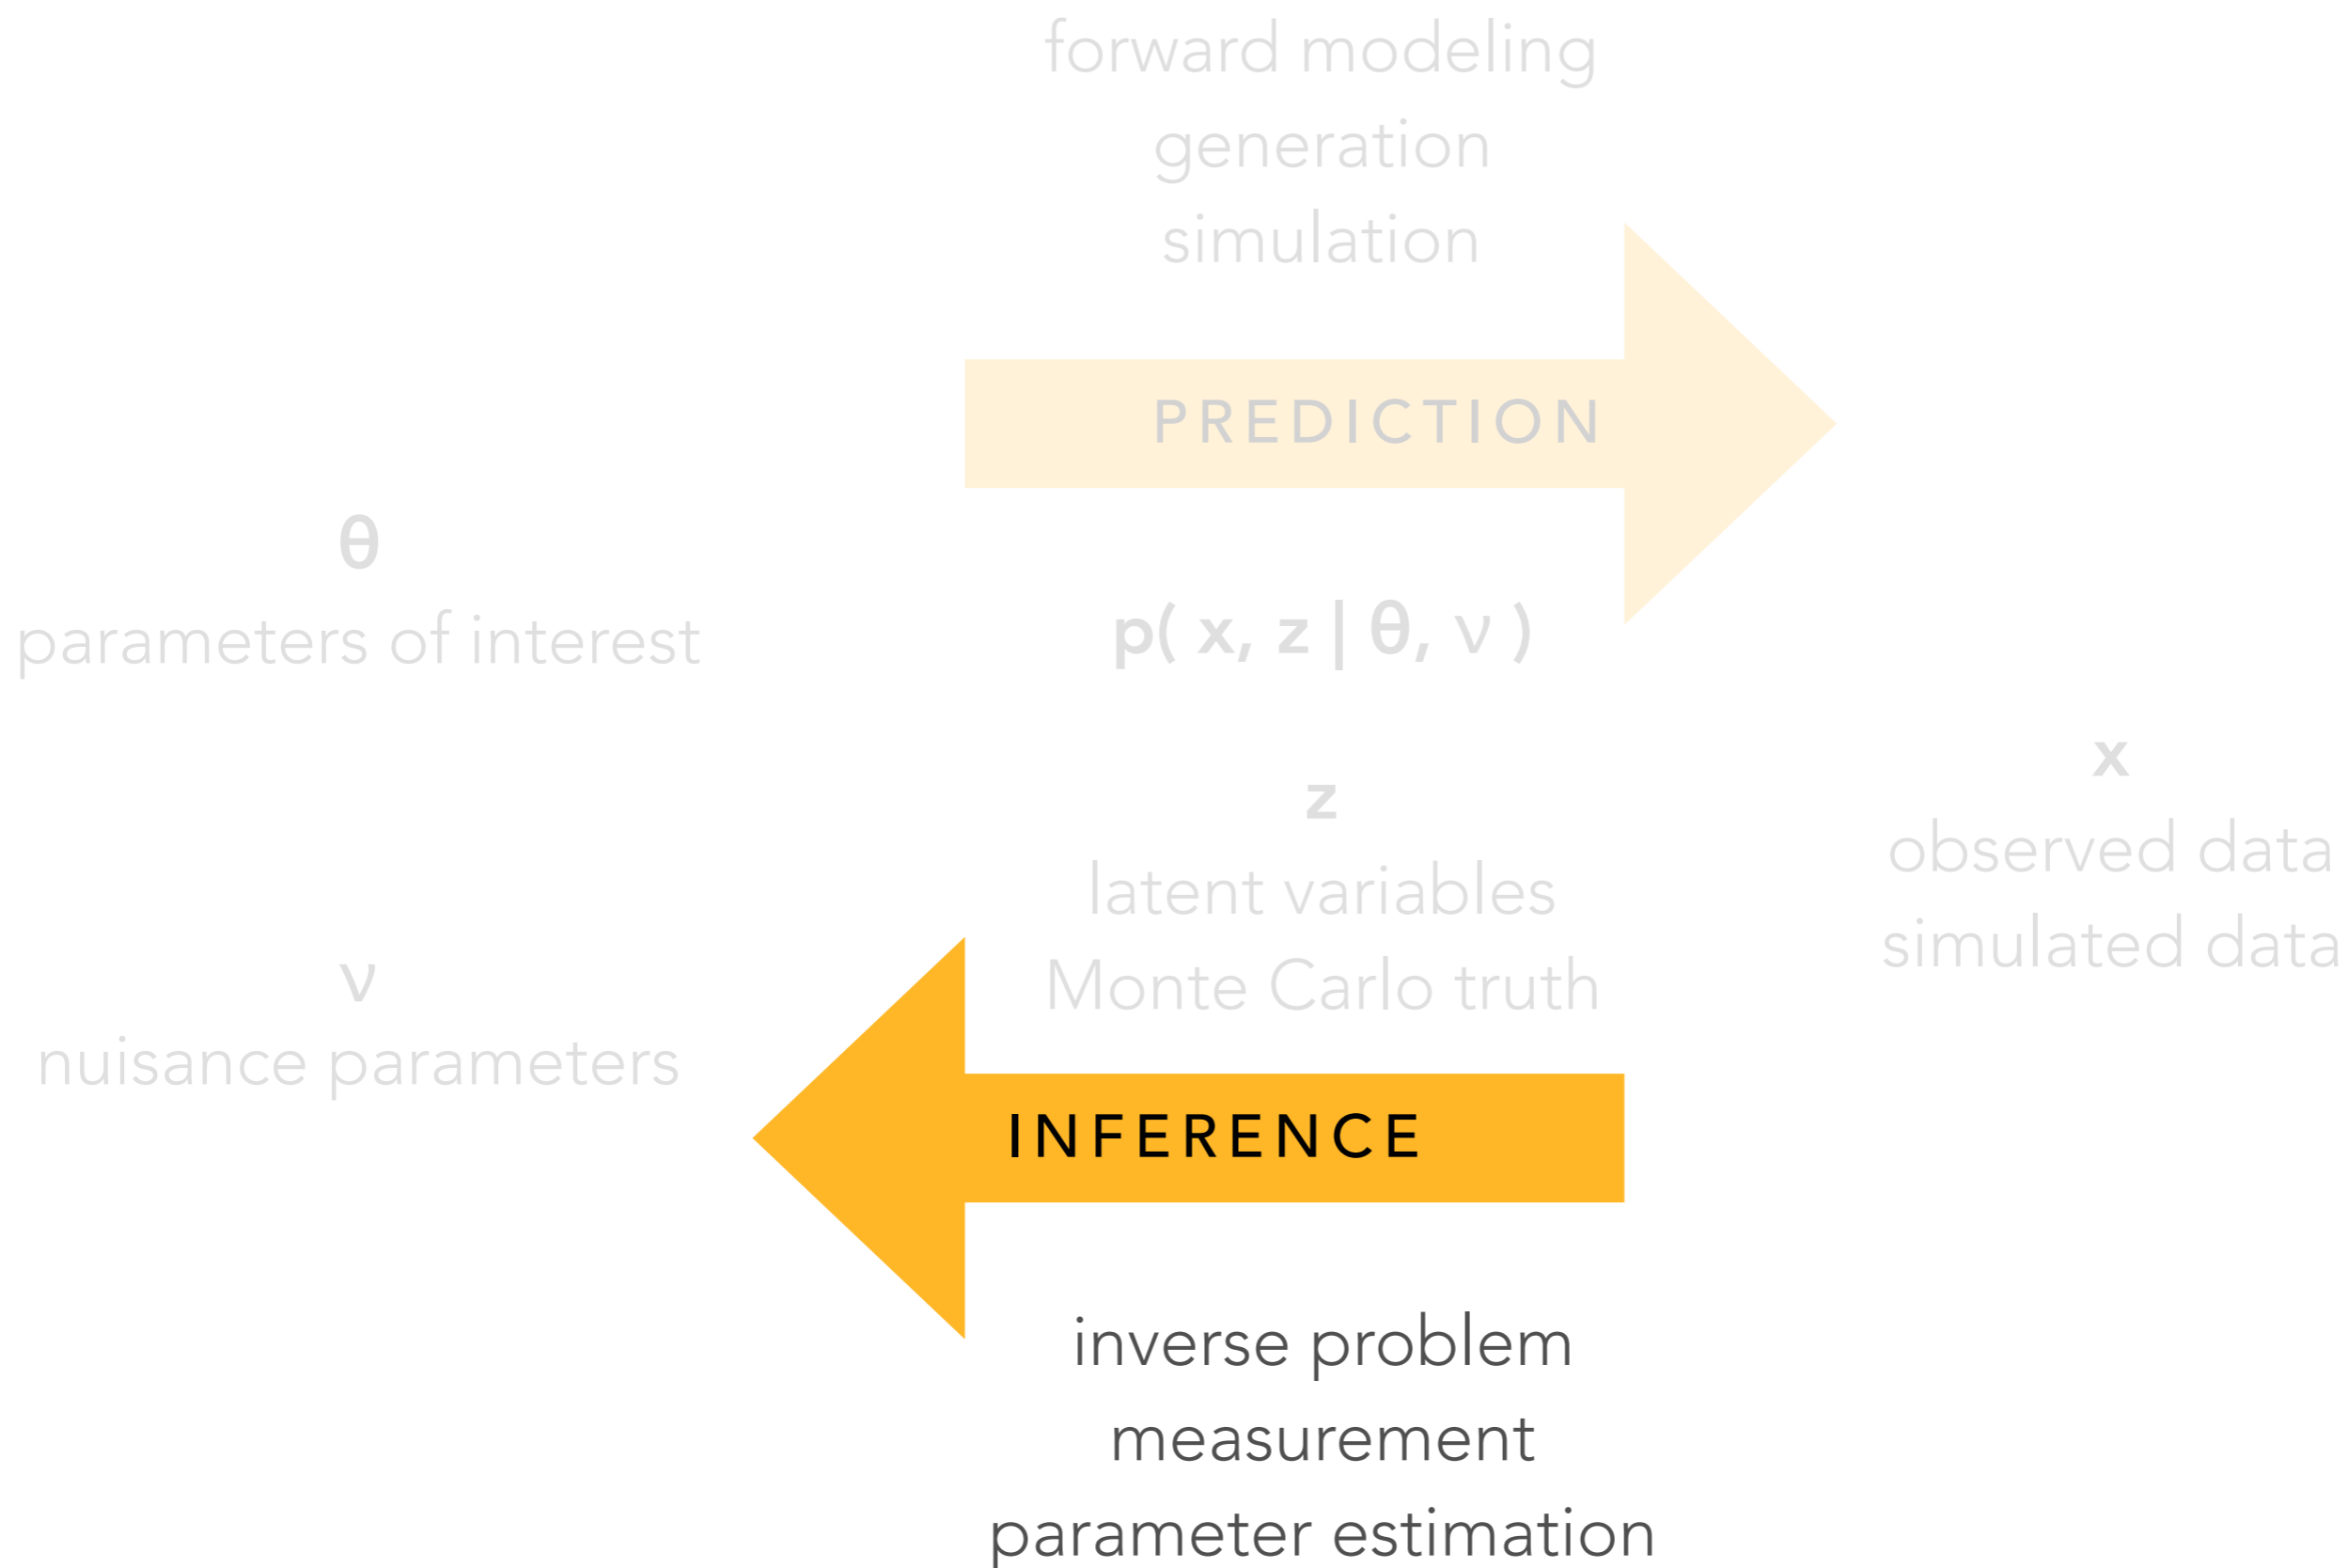 forward modeling
generation
simulation
PREDICTION
θ
parameters of interest
p( x, z | θ, ν )
x
observed data
simulated data
z
latent variables
Monte Carlo truth
ν
nuisance parameters
INFERENCE
inverse problem
measurement
parameter estimation